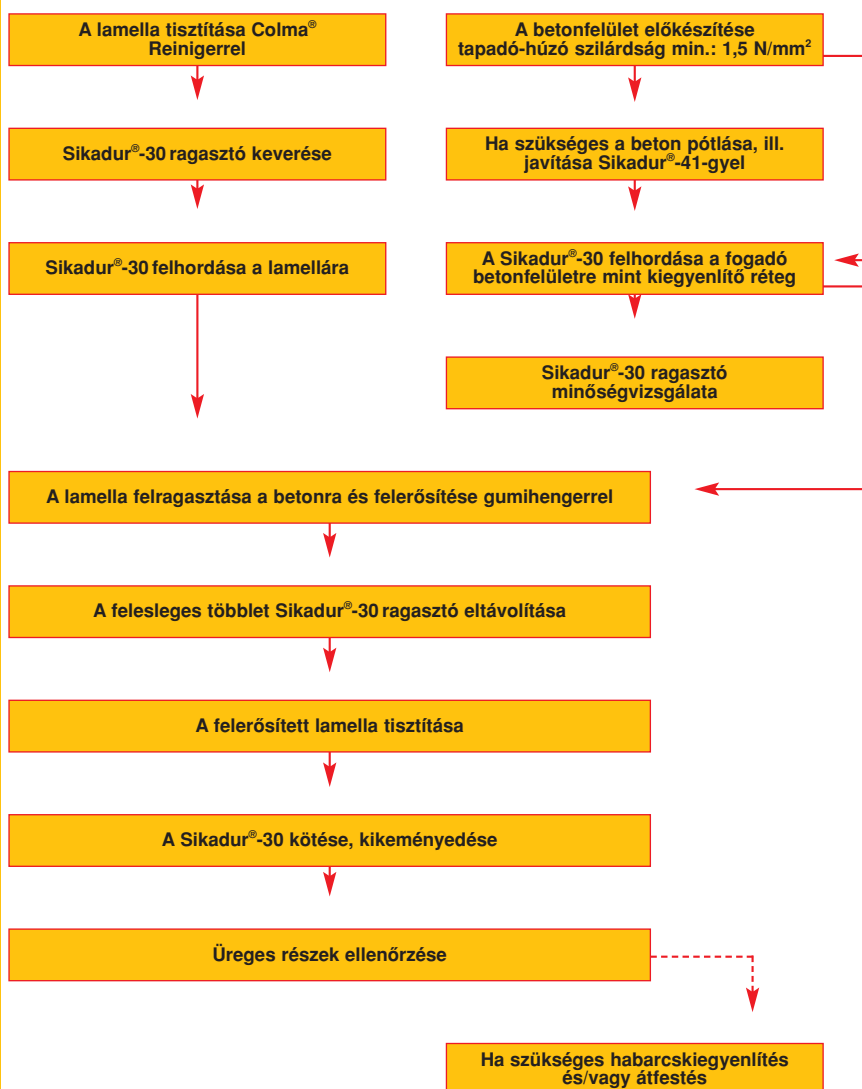 A lamella tisztítása Colma®
Reinigerrel
A betonfelület előkészítése
tapadó-húzó szilárdság min.: 1,5 N/mm²
Sikadur®-30 ragasztó keverése
Ha szükséges a beton pótlása, ill.
javítása Sikadur®-41-gyel
Sikadur®-30 felhordása a lamellára
A Sikadur®-30 felhordása a fogadó
betonfelületre mint kiegyenlítő réteg
Sikadur®-30 ragasztó
minőségvizsgálata
A lamella felragasztása a betonra és felerősítése gumihengerrel
A felesleges többlet Sikadur®-30 ragasztó eltávolítása
A felerősített lamella tisztítása
A Sikadur®-30 kötése, kikeményedése
Üreges részek ellenőrzése
Ha szükséges habarcskiegyenlítés
és/vagy átfestés